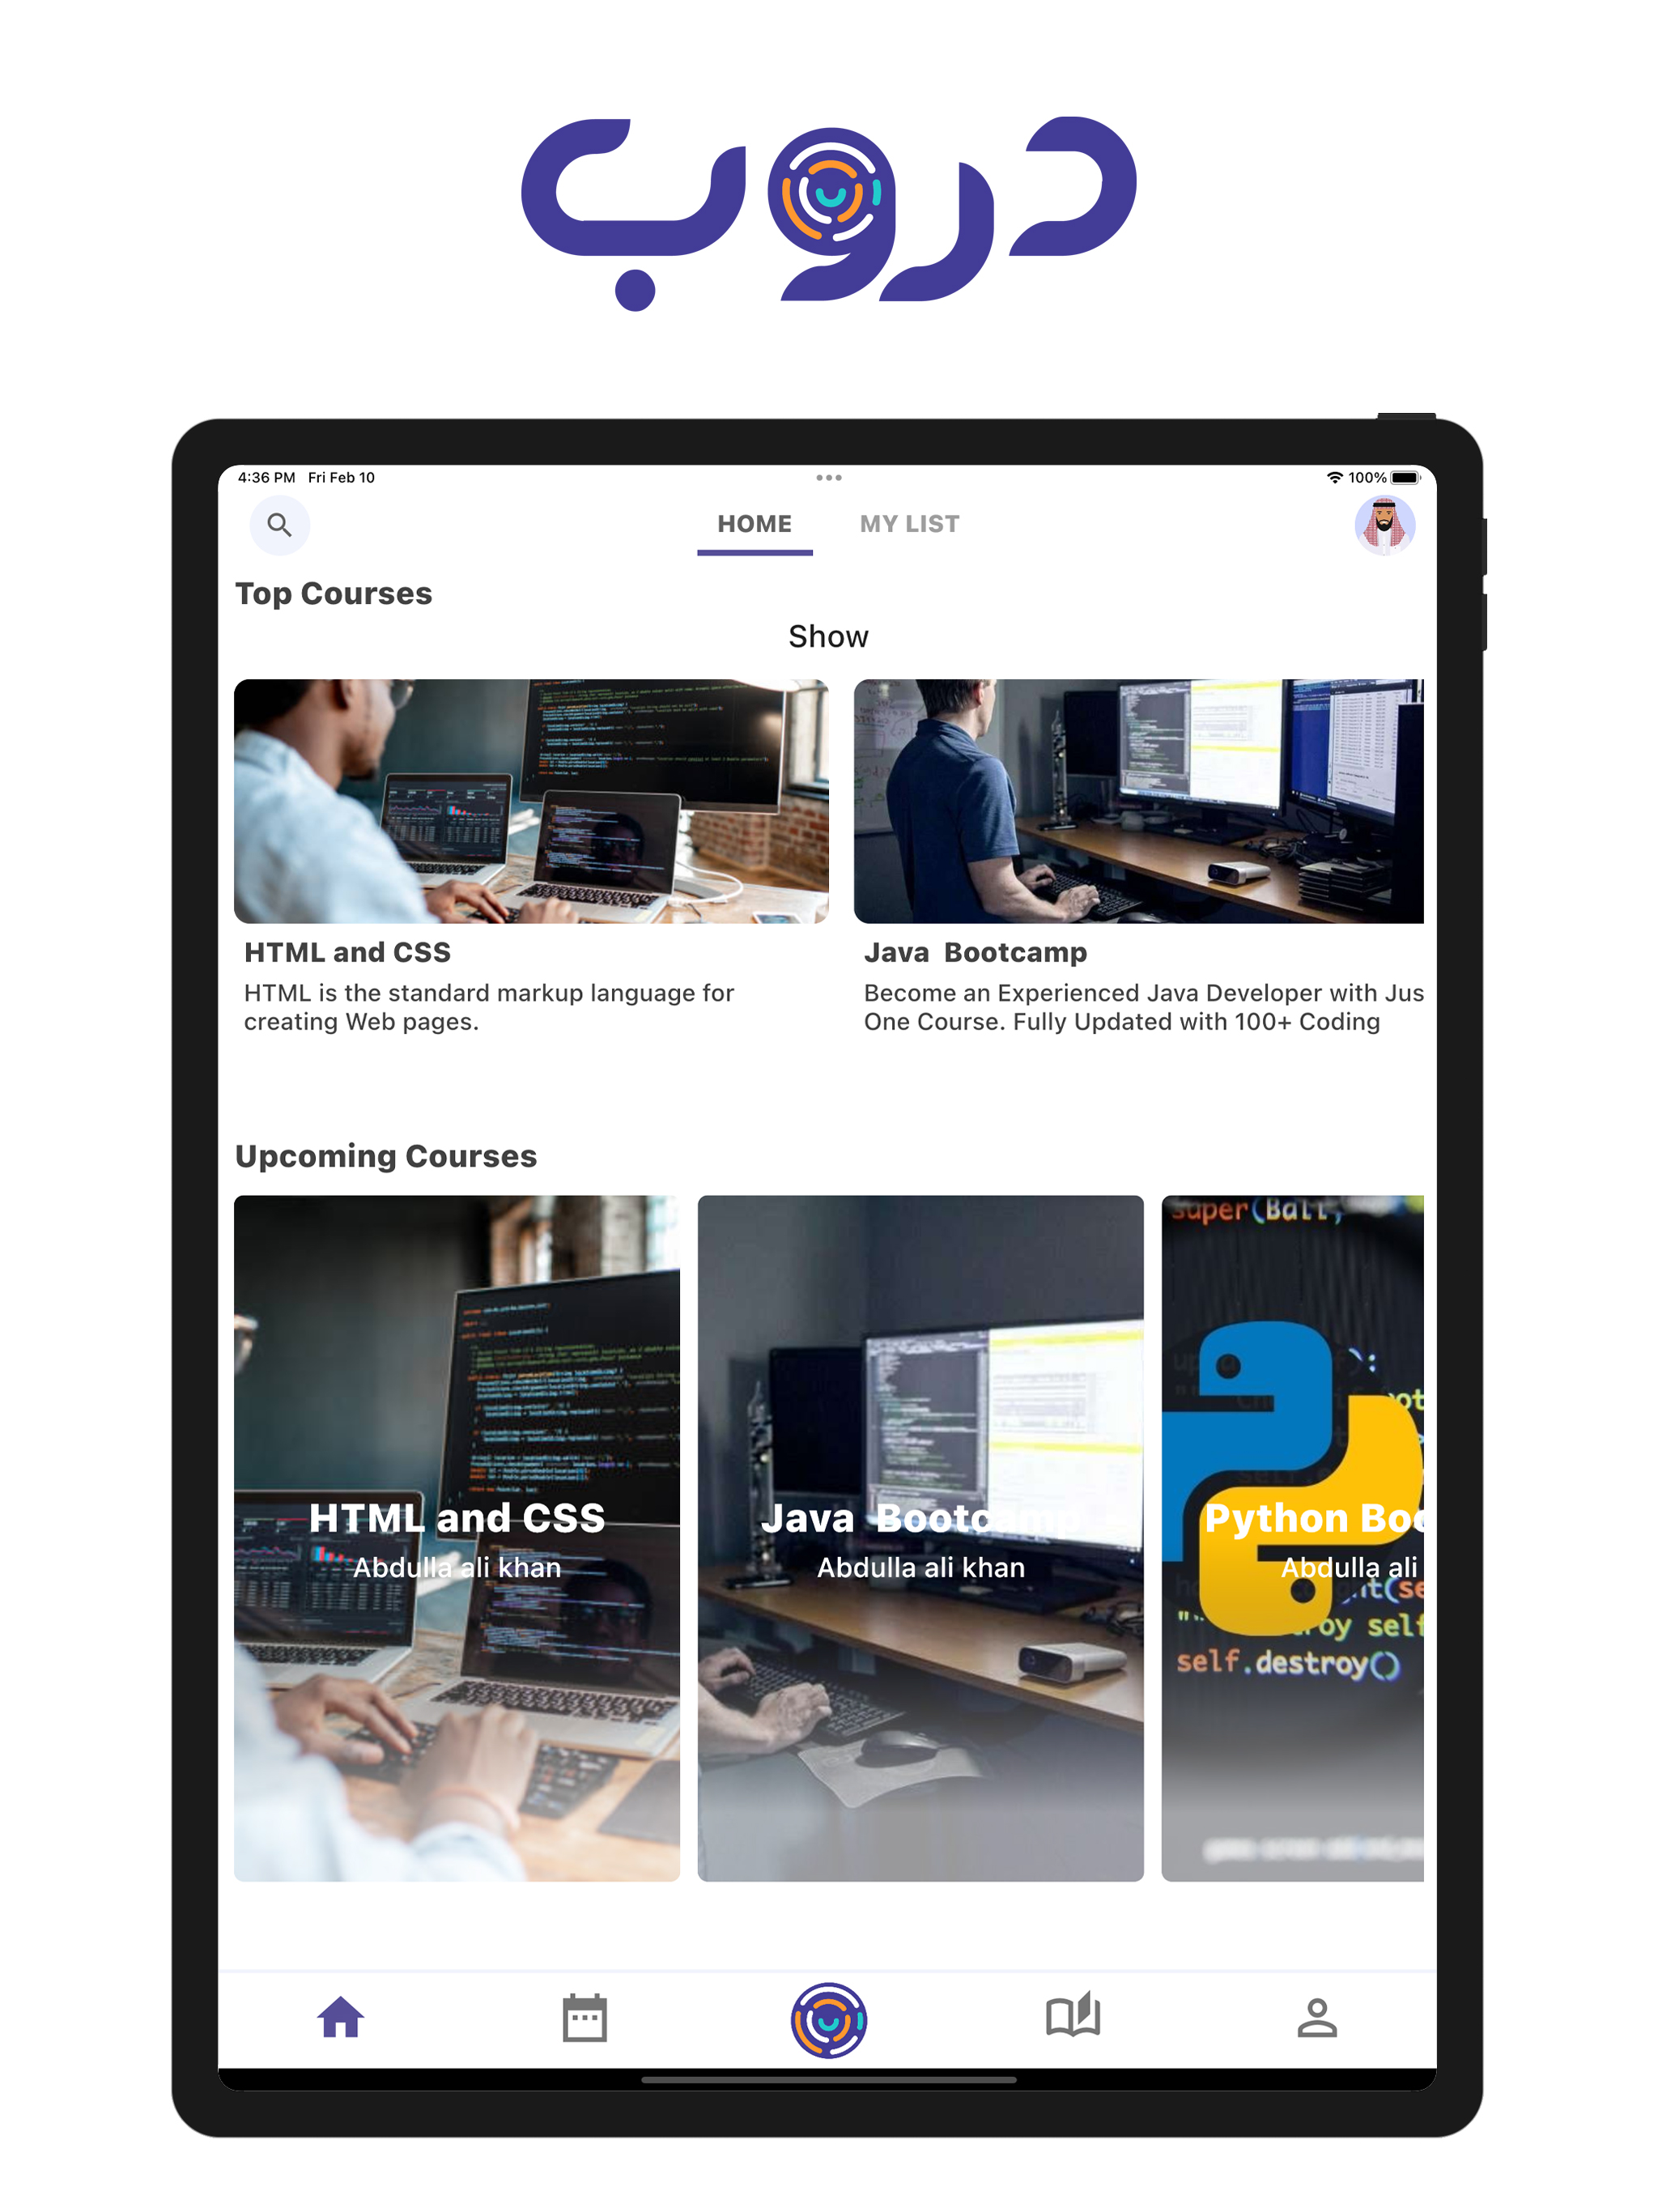 دروب
4:36 PM Fri Feb 10
100%
HOME MY LIST
Top Courses
Show
HTML and CSS
HTML is the standard markup language for
creating Web pages.
Java Bootcamp
Become an Experienced Java Developer with Jus
One Course. Fully Updated with 100+ Coding
Upcoming Courses
HTML and CSS
Abdulla ali khan
Java Bootcamp
Abdulla ali khan
super(Ball,
Python Boo
Abdulla ali
self.destroy()